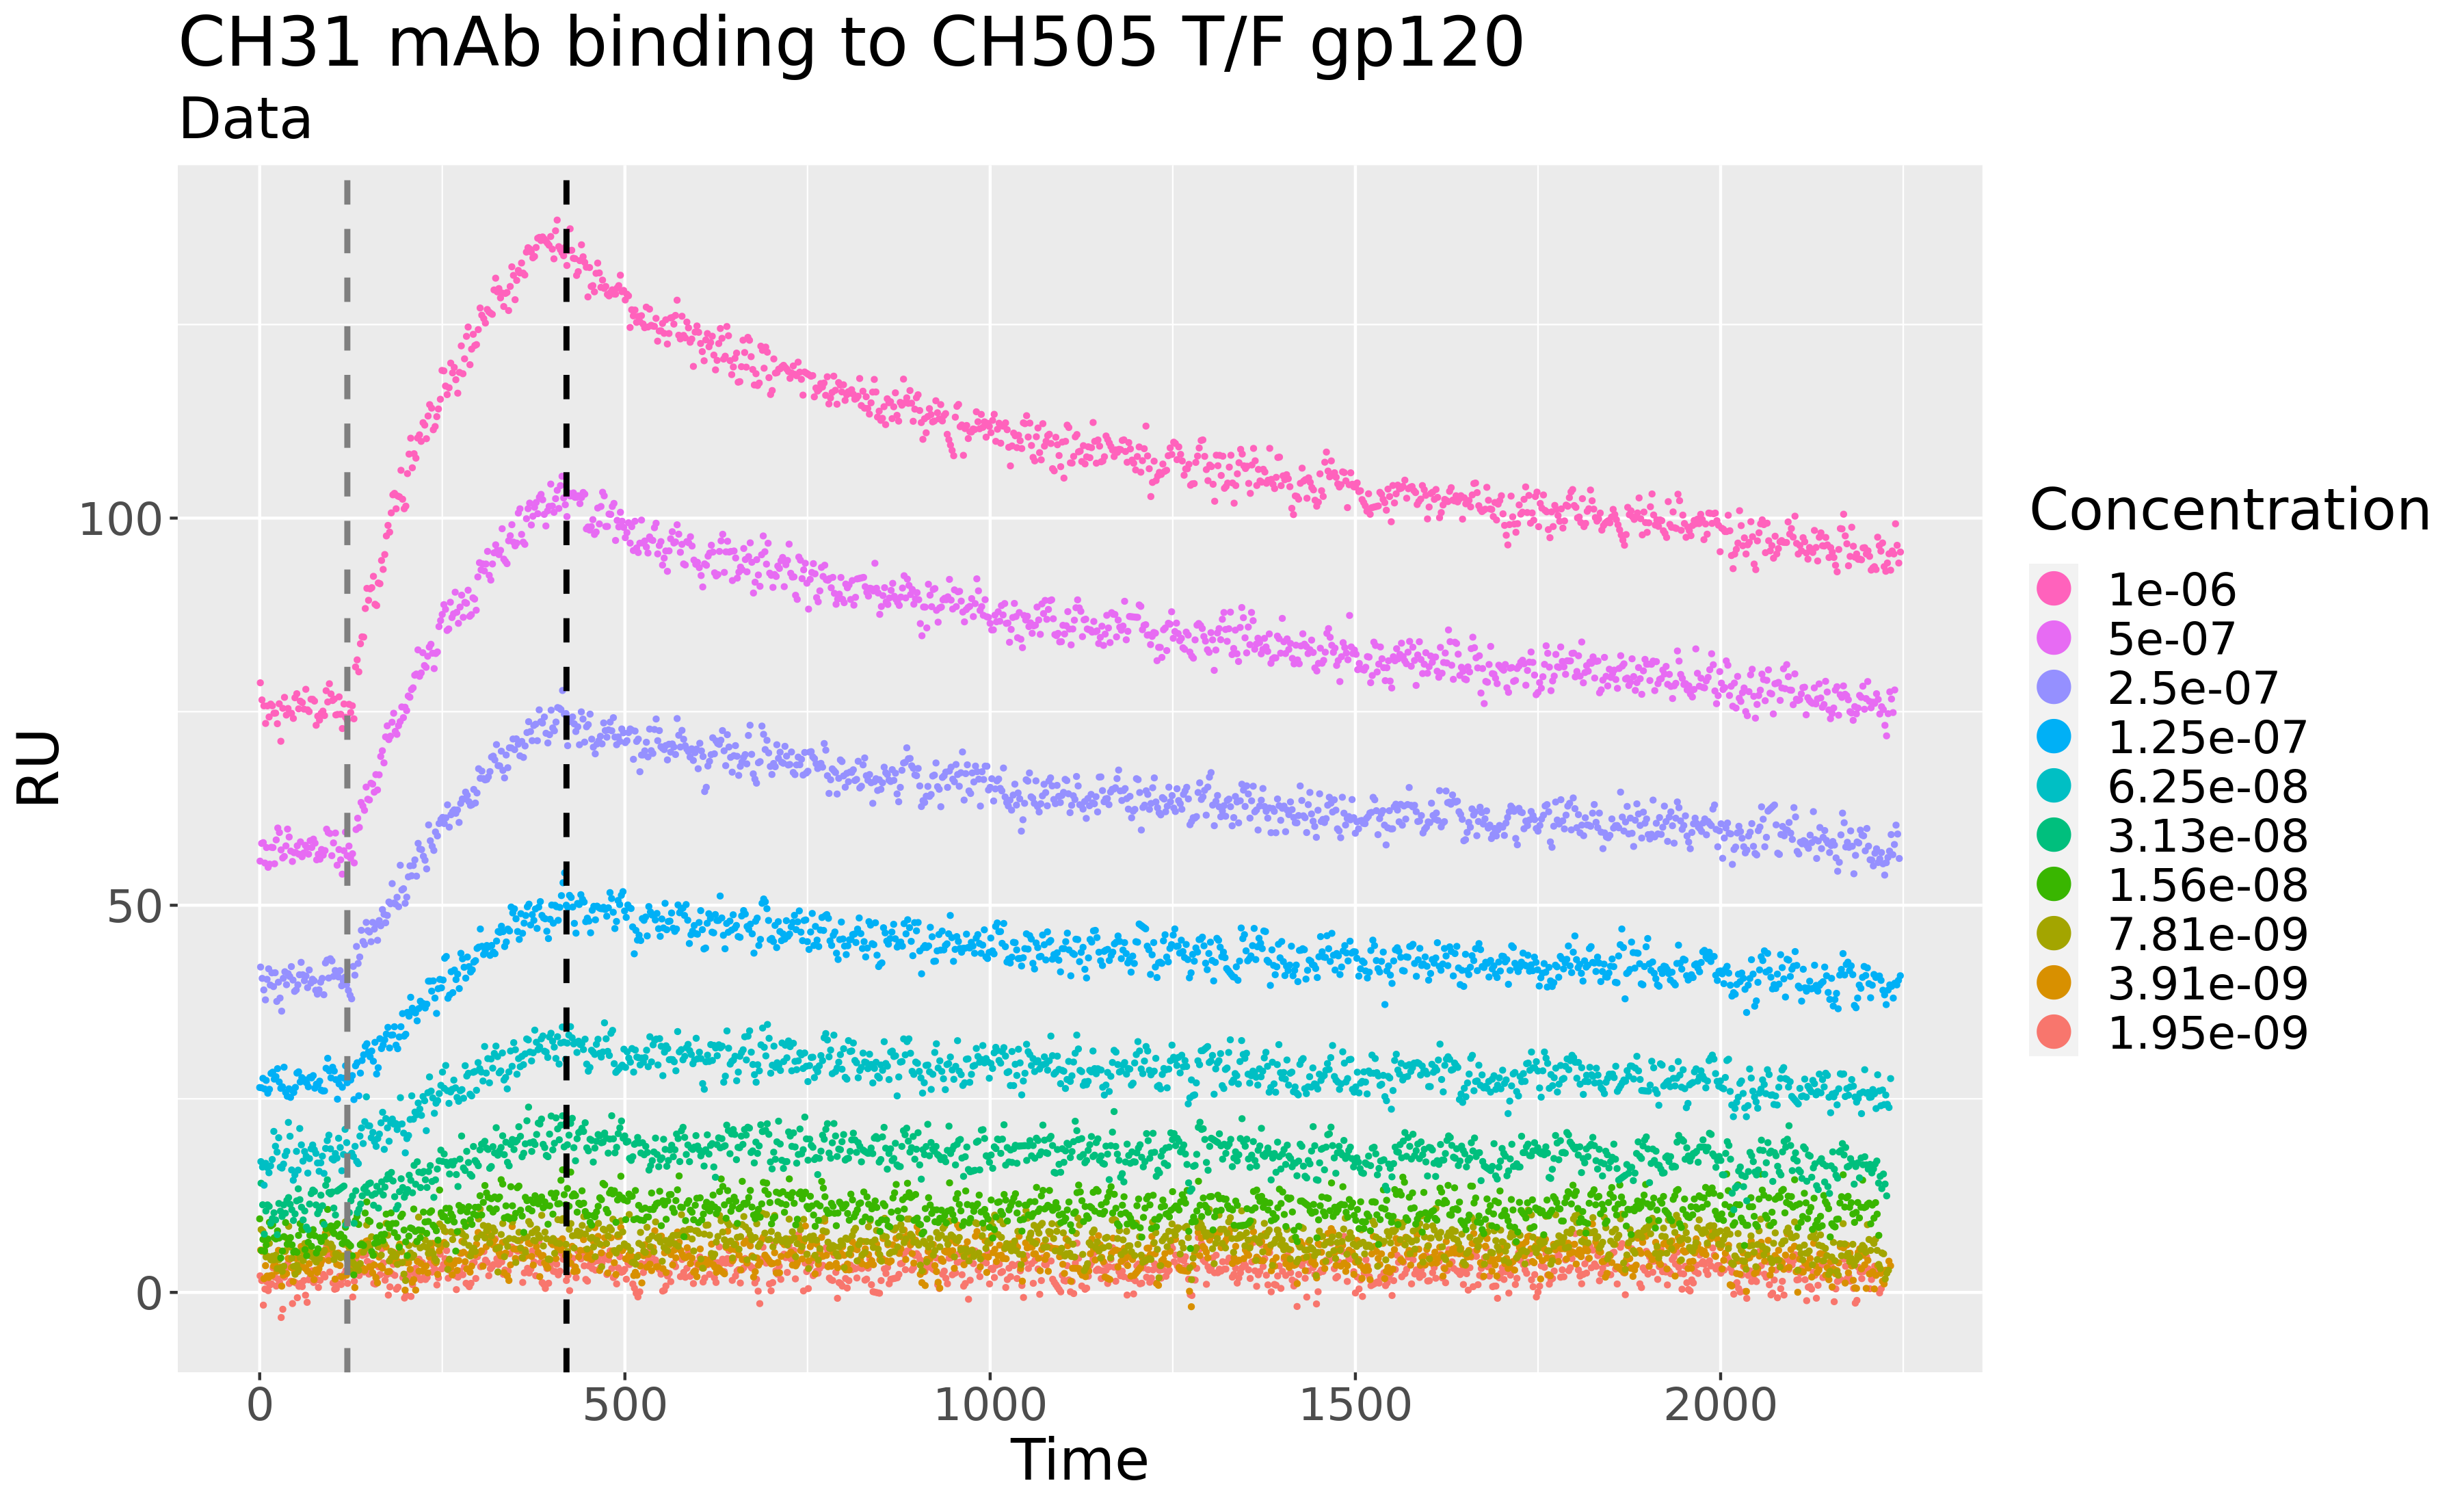 CH31 mAb binding to CH505 T/F gp120
Data
RU
100
50
0
0 500 1000 1500 2000
Time
Concentration
1e-06
5e-07
2.5e-07
1.25e-07
6.25e-08
3.13e-08
1.56e-08
7.81e-09
3.91e-09
1.95e-09